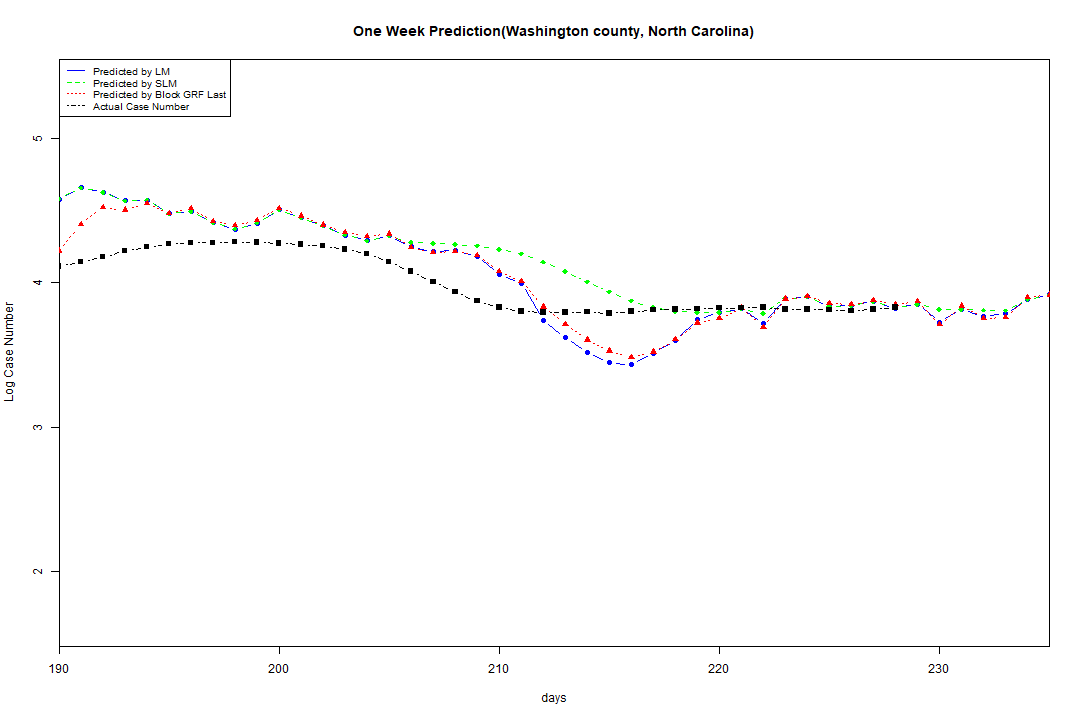 One Week Prediction(Washington county, North Carolina)
Predicted by LM
Predicted by SLM
Predicted by Block GRF Last
Actual Case Number
5
4
3
2
Log Case Number
190 200 210 220 230
days